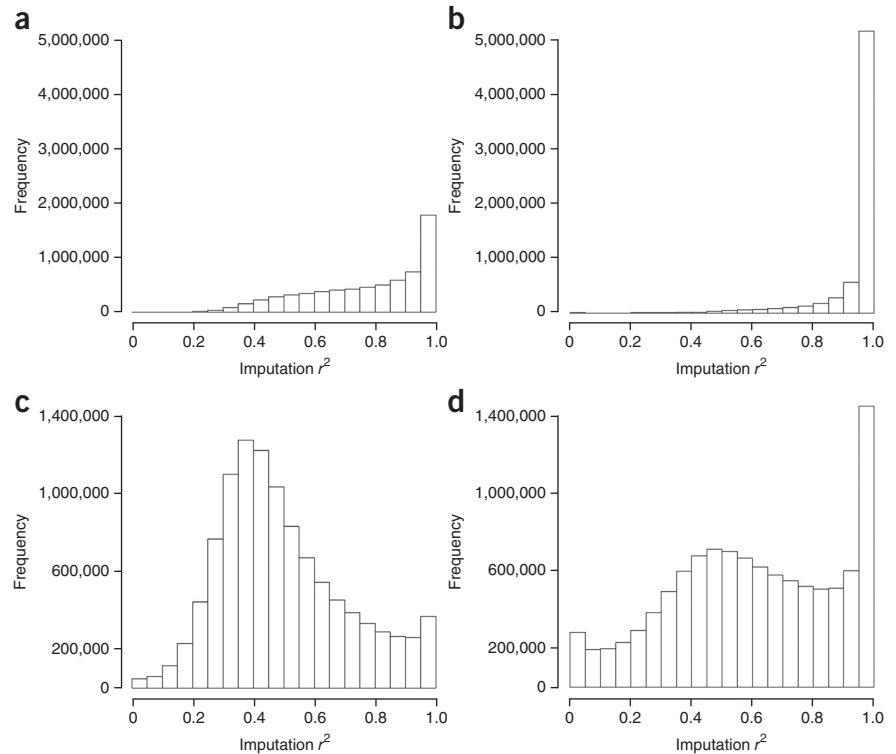 a
5,000,000
4,000,000
3,000,000
2,000,000
1,000,000
0
Frequency
0 0.2 0.4 0.6 0.8 1.0
Imputation r²
b
5,000,000
4,000,000
3,000,000
2,000,000
1,000,000
0
Frequency
0 0.2 0.4 0.6 0.8 1.0
Imputation r²
c
1,400,000
1,000,000
600,000
200,000
0
Frequency
0 0.2 0.4 0.6 0.8 1.0
Imputation r²
d
1,400,000
1,000,000
600,000
200,000
0
Frequency
0 0.2 0.4 0.6 0.8 1.0
Imputation r²